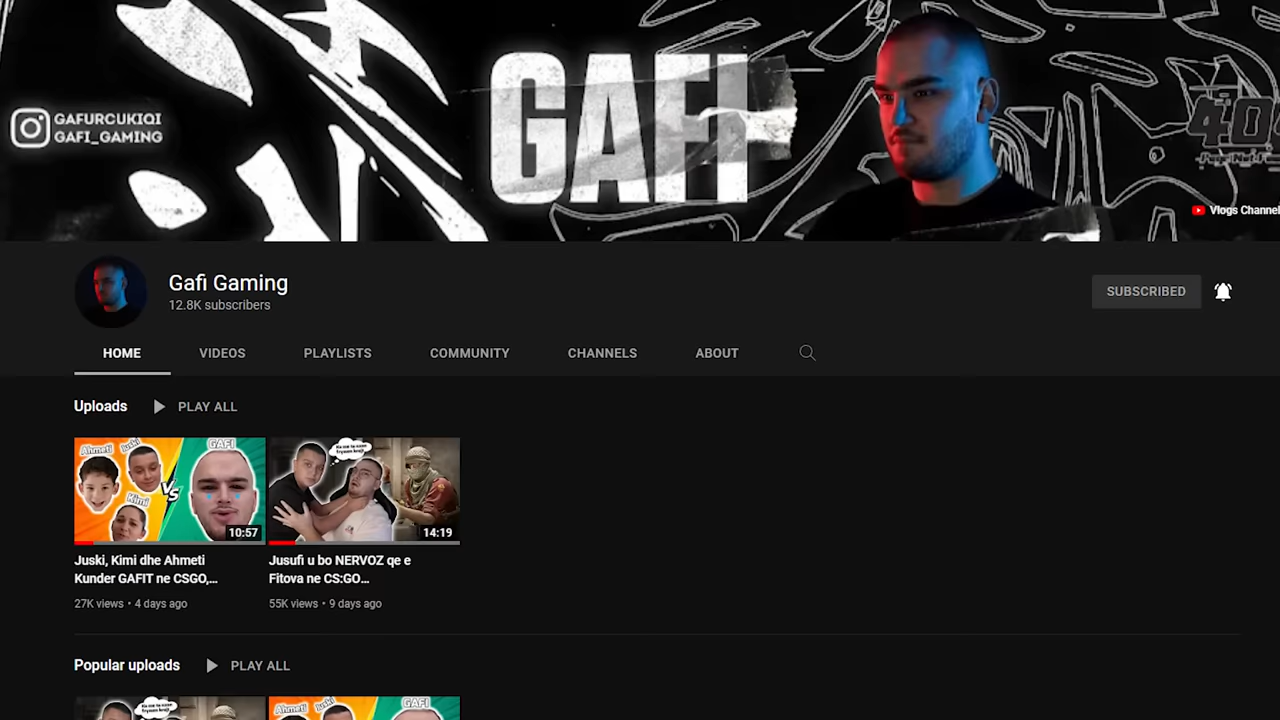 GAFI
GAFURCUKIQI
GAFI_GAMING
40
Vlogs Channel
Gafi Gaming
12.8K subscribers
SUBSCRIBED
HOME
VIDEOS
PLAYLISTS
COMMUNITY
CHANNELS
ABOUT
Uploads
PLAY ALL
Ahmeti
Juski
GAFI
VS
Kimi
10:57
14:19
Juski, Kimi dhe Ahmeti
Kunder GAFIT ne CSGO,...
27K views • 4 days ago
Jusufi u bo NERVOZ qe e
Fitova ne CS:GO...
55K views • 9 days ago
Popular uploads
PLAY ALL
Ahmeti
Juski
GAFI